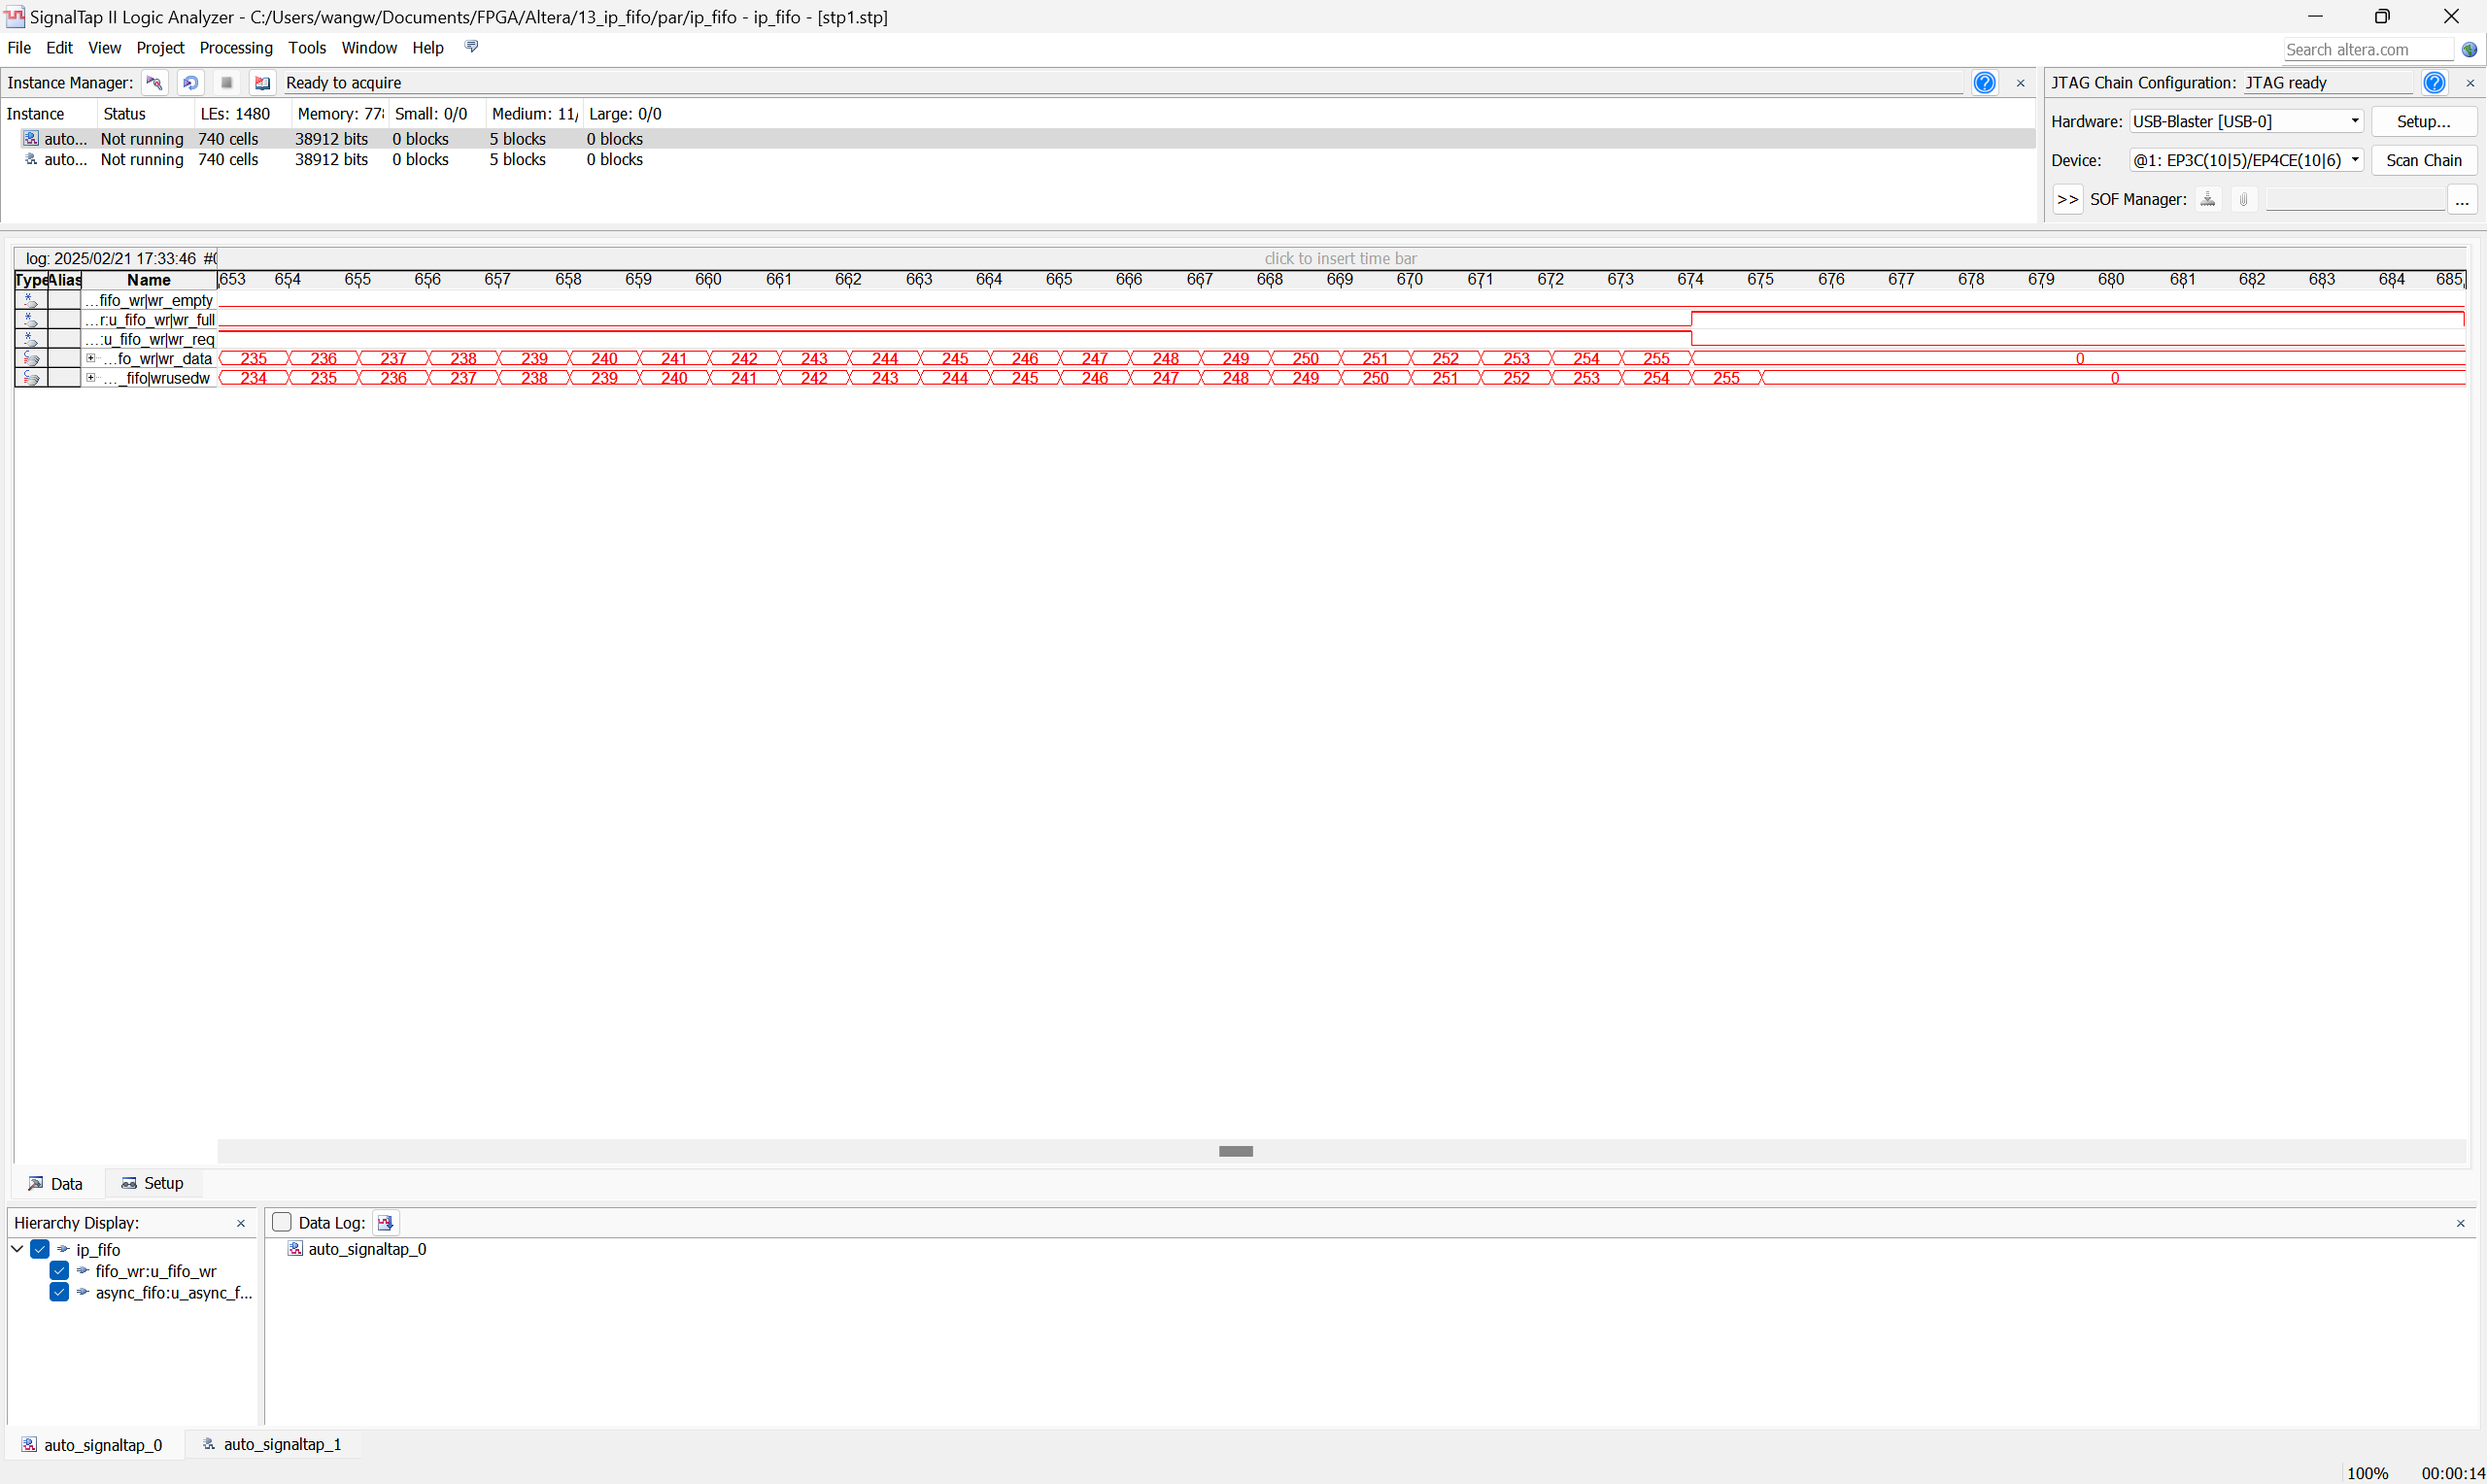 SignalTap II Logic Analyzer - C:/Users/wangw/Documents/FPGA/Altera/13_ip_fifo/par/ip_fifo - ip_fifo - [stp1.stp]
File Edit View Project Processing Tools Window Help
Search altera.com
Instance Manager: Ready to acquire
JTAG Chain Configuration: JTAG ready
Instance Status LEs: 1480 Memory: 77 Small: 0/0 Medium: 11/ Large: 0/0
auto... Not running 740 cells 38912 bits 0 blocks 5 blocks 0 blocks
auto... Not running 740 cells 38912 bits 0 blocks 5 blocks 0 blocks
Hardware: USB-Blaster [USB-0] Setup...
Device: @1: EP3C(10|5)/EP4CE(10|6) Scan Chain
>> SOF Manager: ...
log: 2025/02/21 17:33:46 #0 click to insert time bar
Type Alias Name 653 654 655 656 657 658 659 660 661 662 663 664 665 666 667 668 669 670 671 672 673 674 675 676 677 678 679 680 681 682 683 684 685
...fifo_wr|wr_empty
...r:u_fifo_wr|wr_full
...:u_fifo_wr|wr_req
...fo_wr|wr_data 235 236 237 238 239 240 241 242 243 244 245 246 247 248 249 250 251 252 253 254 255 0
..._fifo|wrusedw 234 235 236 237 238 239 240 241 242 243 244 245 246 247 248 249 250 251 252 253 254 255 0
Data Setup
Hierarchy Display:
ip_fifo
fifo_wr:u_fifo_wr
async_fifo:u_async_f...
Data Log:
auto_signaltap_0
auto_signaltap_0 auto_signaltap_1
100% 00:00:14